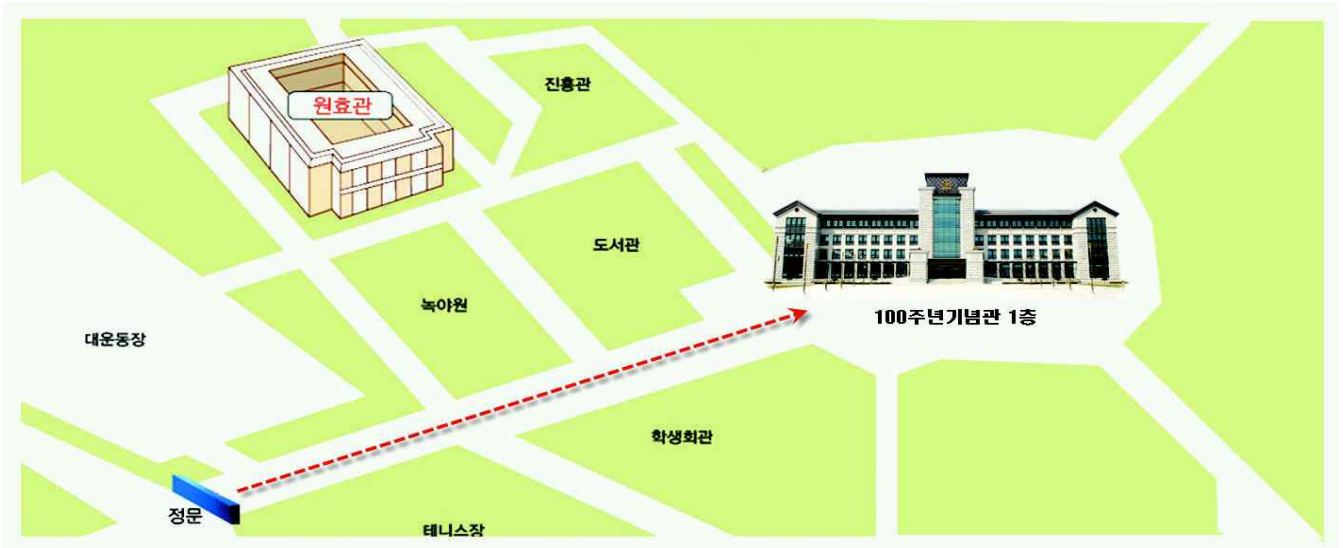 진흥관
원효관
도서관
녹야원
100주년기념관 1층
대운동장
학생회관
정문
테니스장